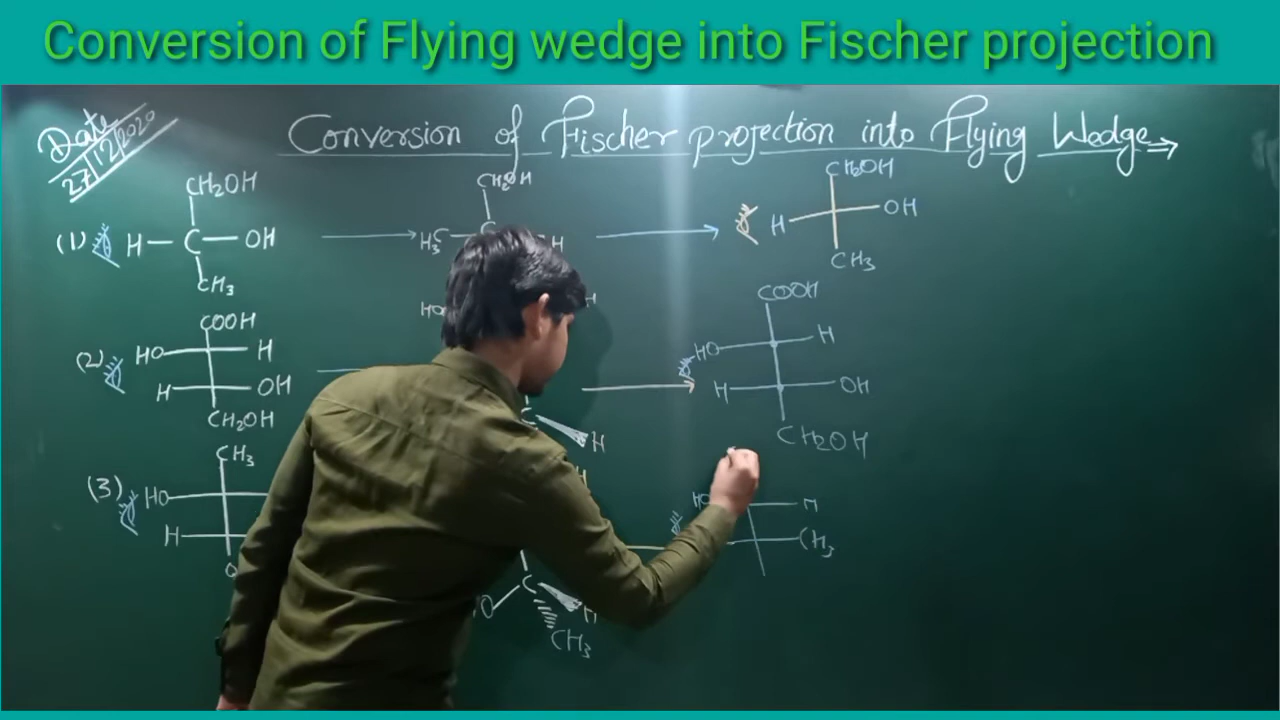 Conversion of Flying wedge into Fischer projection
Date
27/12/2020
Conversion of Fischer projection into Flying Wedge
(1)
CH2OH
H—C—OH
CH3
CH2OH
H3C
H
CH2OH
H OH
CH3
(2)
COOH
HO H
H OH
CH2OH
HO
H
H
COOH
HO H
H OH
CH2OH
(3)
CH3
HO
H
C
H
CH3
HO
CH3